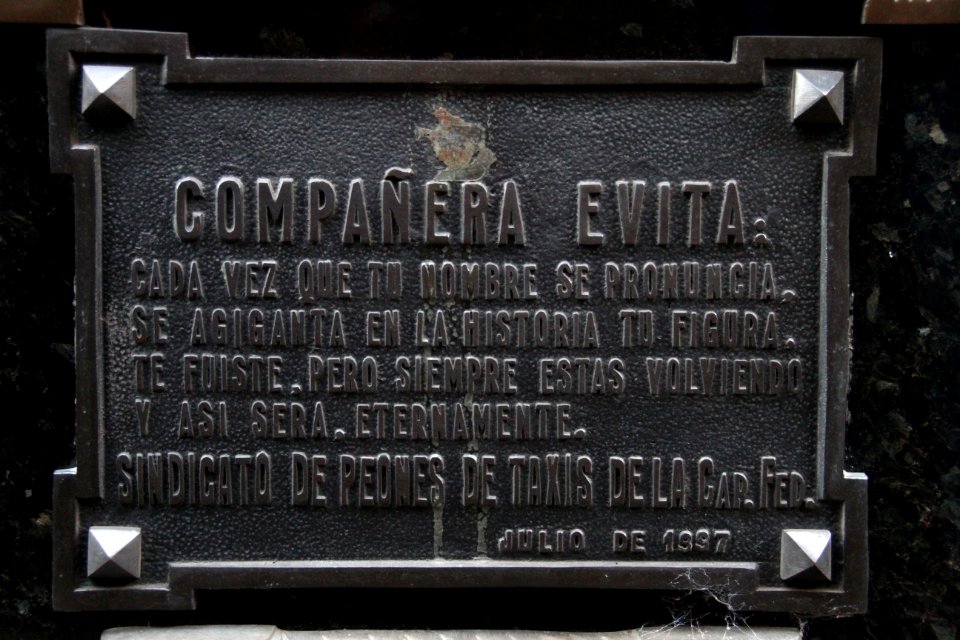 COMPAÑERA EVITA:
CADA VEZ QUE TU NOMBRE SE PRONUNCIA,
SE AGIGANTA EN LA HISTORIA TU FIGURA.
TE FUISTE, PERO SIEMPRE ESTAS VOLVIENDO
Y ASI SERA, ETERNAMENTE.
SINDICATO DE PEONES DE TAXIS DE LA CAP. FED.
JULIO DE 1997